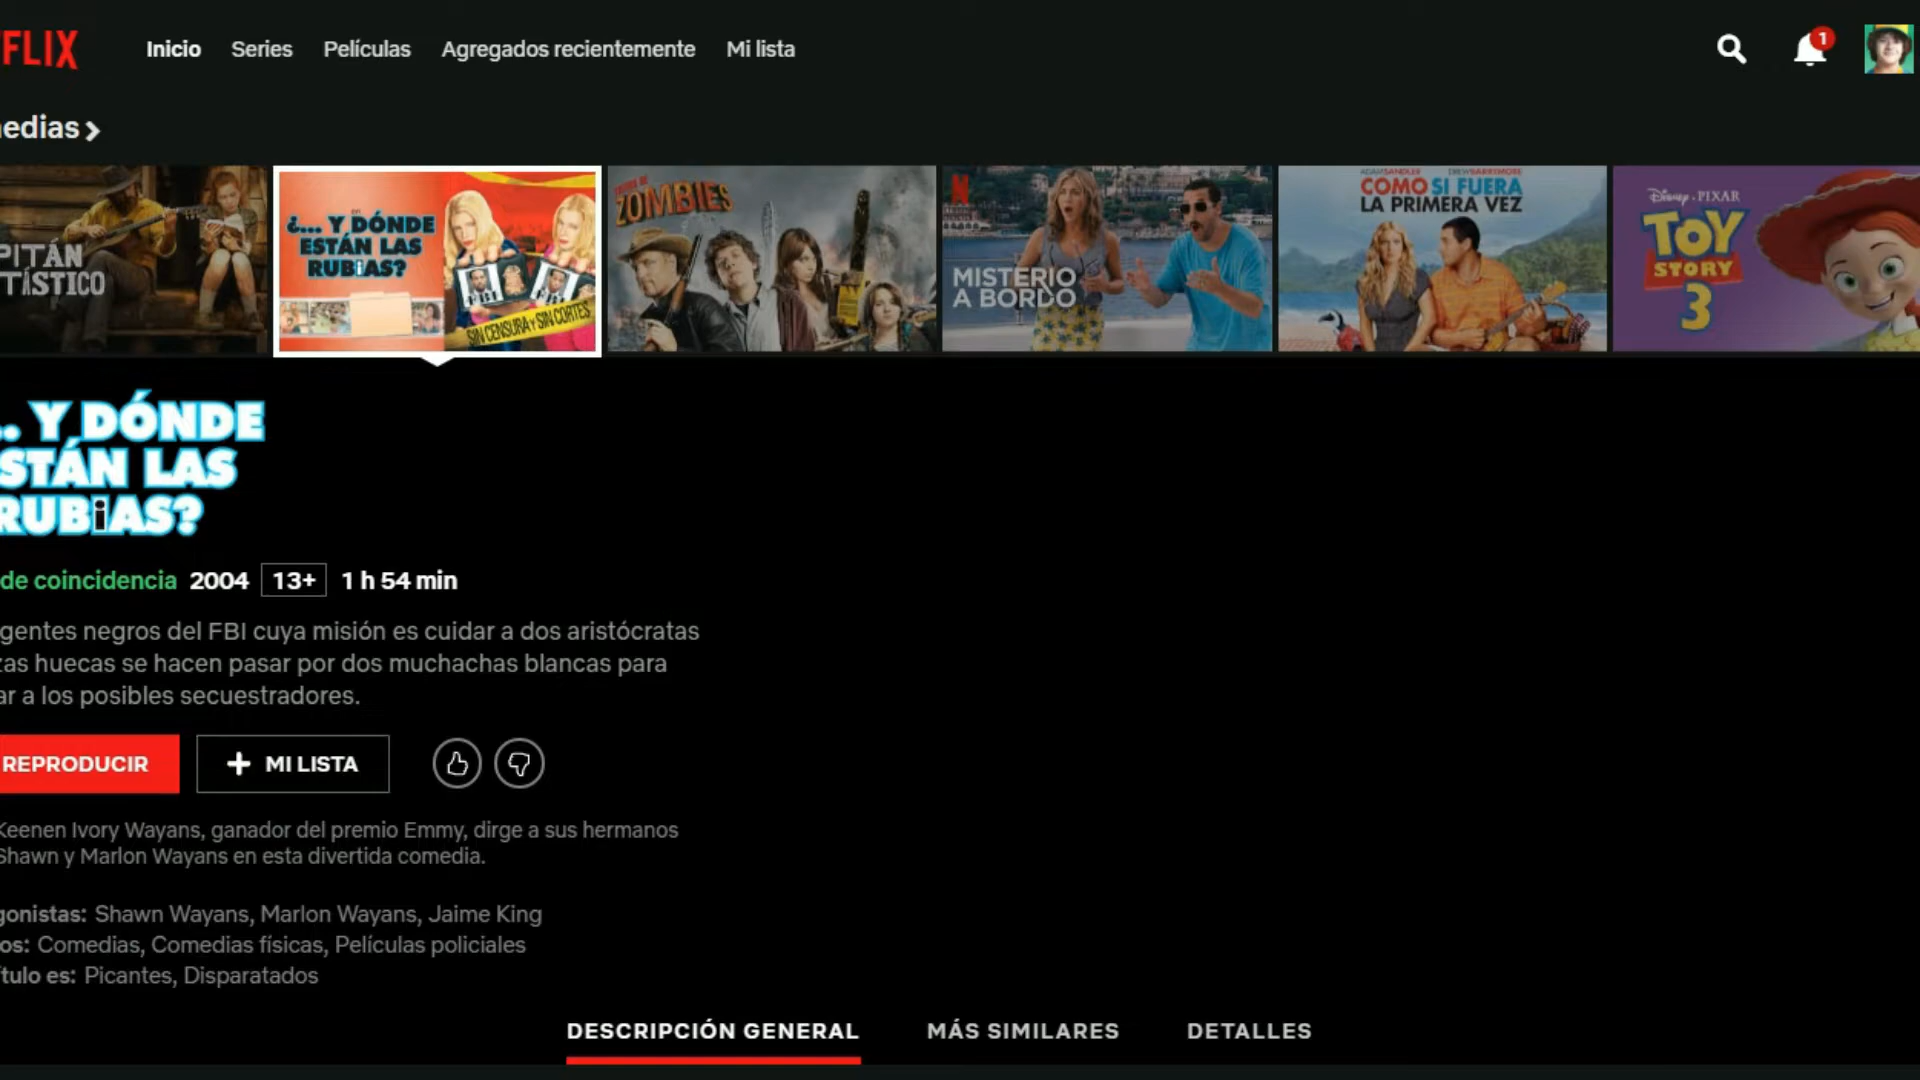 FLIX
Inicio Series Películas Agregados recientemente Mi lista
1
edias
PITÁN
TÁSTICO
¿... Y DÓNDE
ESTÁN LAS
RUBiAS?
SIN CENSURA Y SIN CORTES
ZOMBIES
N
MISTERIO
A BORDO
ADAM SANDLER DREW BARRYMORE
COMO SI FUERA
LA PRIMERA VEZ
Disney · PIXAR
TOY
STORY
3
.. Y DÓNDE
STÁN LAS
RUBiAS?
de coincidencia 2004 13+ 1 h 54 min
gentes negros del FBI cuya misión es cuidar a dos aristócratas
zas huecas se hacen pasar por dos muchachas blancas para
ar a los posibles secuestradores.
REPRODUCIR + MI LISTA
Keenen Ivory Wayans, ganador del premio Emmy, dirge a sus hermanos
Shawn y Marlon Wayans en esta divertida comedia.
gonistas: Shawn Wayans, Marlon Wayans, Jaime King
os: Comedias, Comedias físicas, Películas policiales
ítulo es: Picantes, Disparatados
DESCRIPCIÓN GENERAL MÁS SIMILARES DETALLES